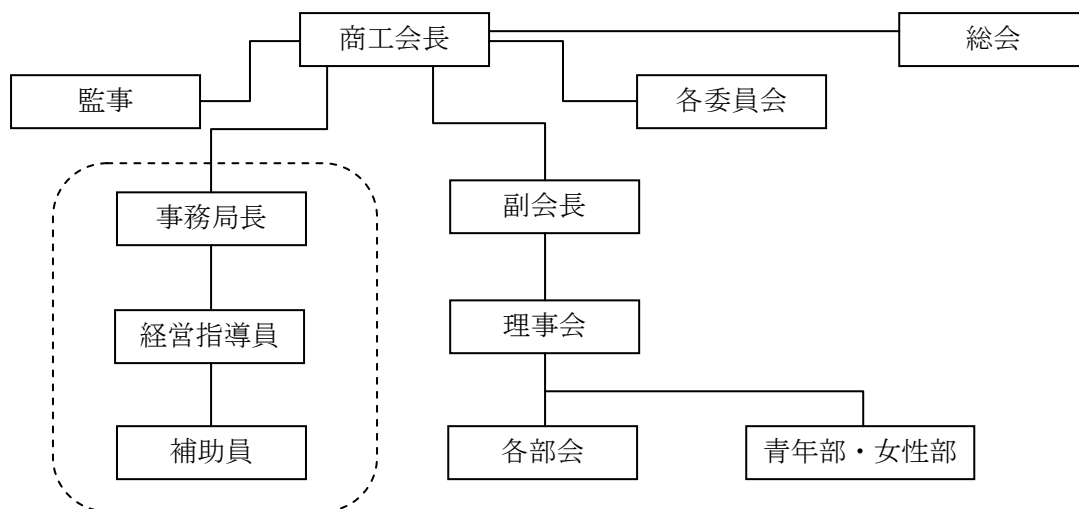 商工会長
総会
監事
各委員会
事務局長
副会長
経営指導員
理事会
補助員
各部会
青年部・女性部